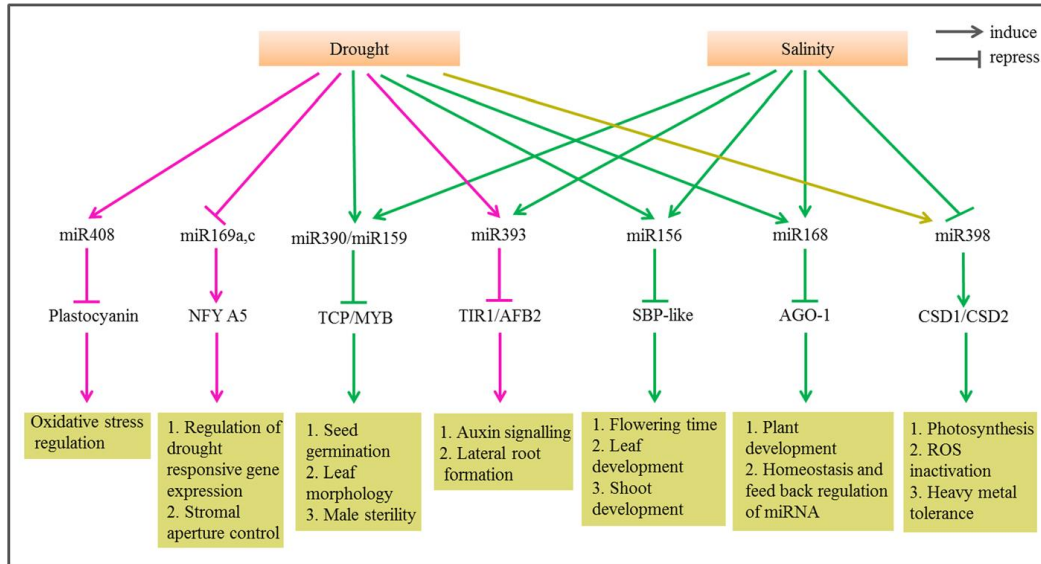 Drought
Salinity
induce
repress
miR408
miR169a,c
miR390/miR159
miR393
miR156
miR168
miR398
Plastocyanin
NFY A5
TCP/MYB
TIR1/AFB2
SBP-like
AGO-1
CSD1/CSD2
Oxidative stress
regulation
1. Regulation of
drought
responsive gene
expression
2. Stromal
aperture control
1. Seed
germination
2. Leaf
morphology
3. Male sterility
1. Auxin signalling
2. Lateral root
formation
1. Flowering time
2. Leaf
development
3. Shoot
development
1. Plant
development
2. Homeostasis and
feed back regulation
of miRNA
1. Photosynthesis
2. ROS
inactivation
3. Heavy metal
tolerance